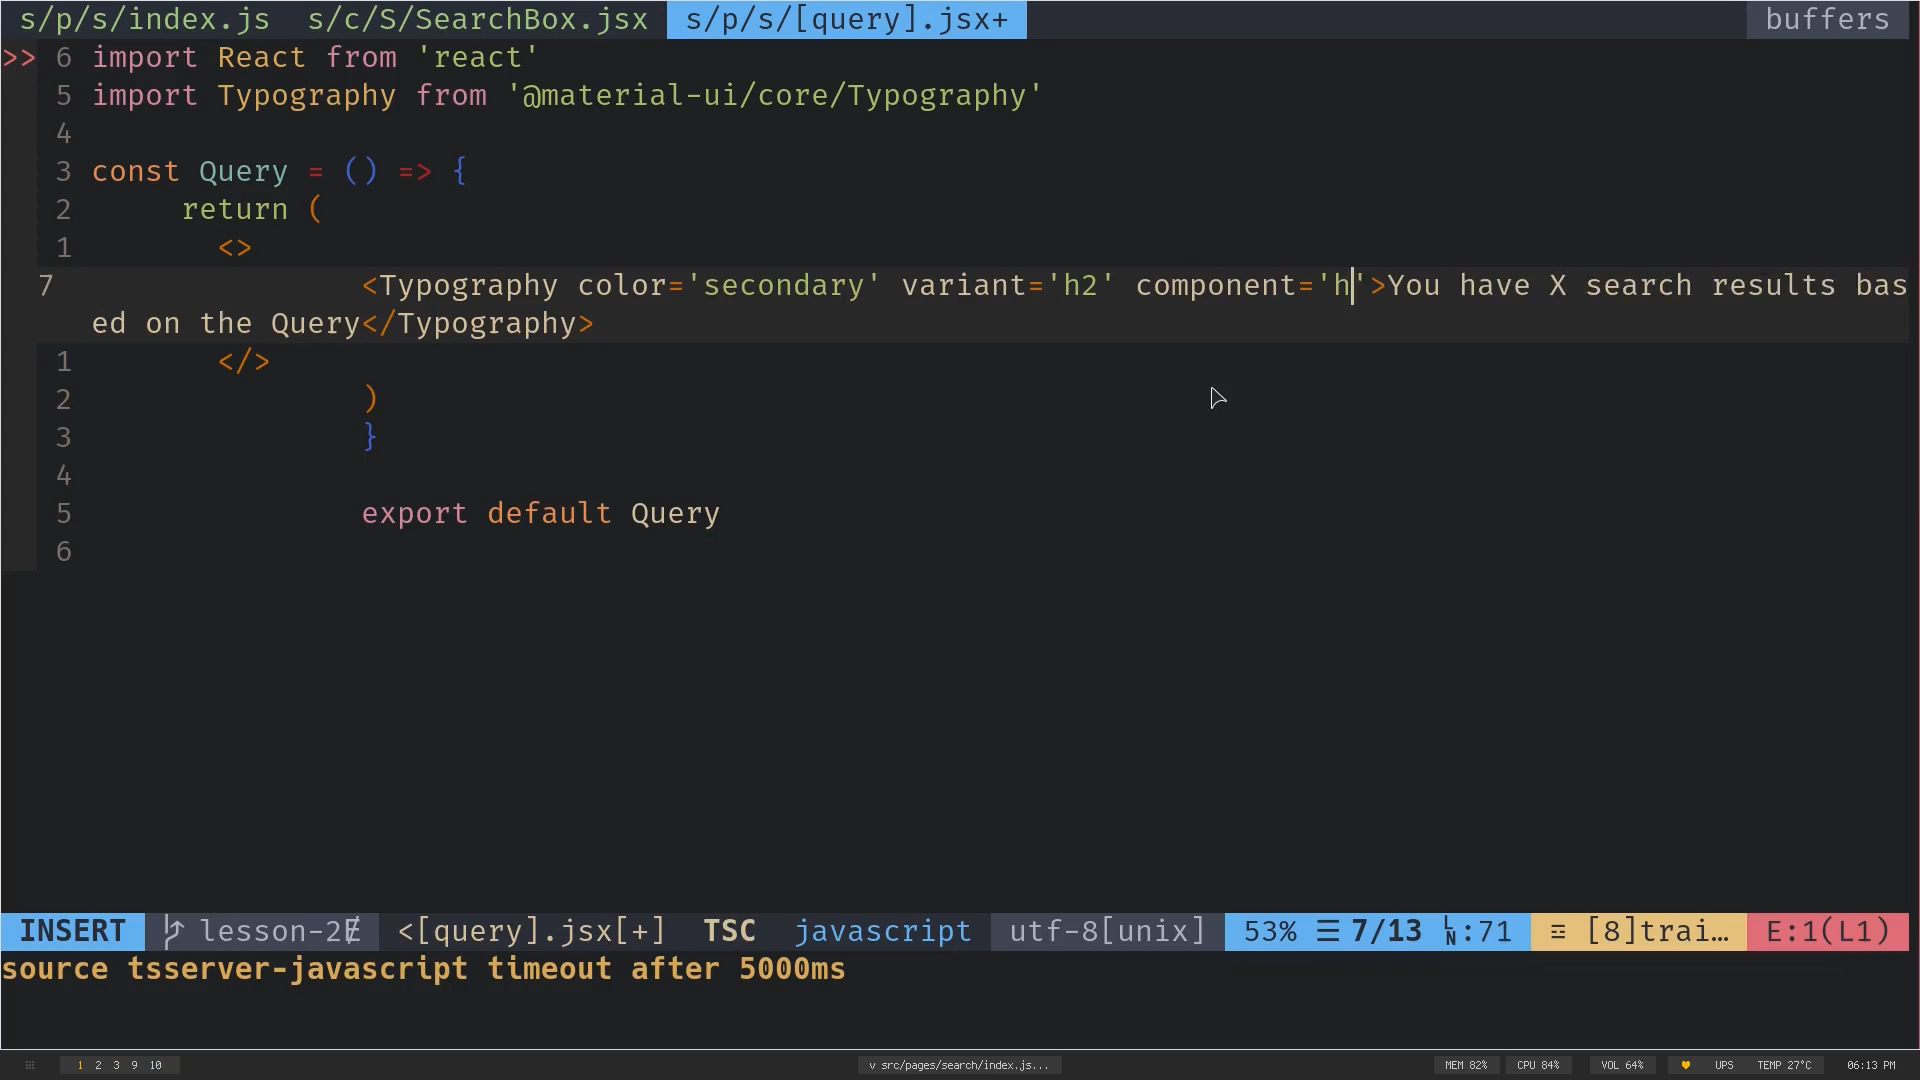 s/p/s/index.js s/c/S/SearchBox.jsx s/p/s/[query].jsx+ buffers
>> 6 import React from 'react'
5 import Typography from '@material-ui/core/Typography'
4
3 const Query = () => {
2 return (
1 <>
7 <Typography color='secondary' variant='h2' component='h'>You have X search results bas
ed on the Query</Typography>
1 </>
2 )
3 }
4
5 export default Query
6
INSERT lesson-2 <[query].jsx[+] TSC javascript utf-8[unix] 53% ☰ 7/13 LN:71 [8]trai… E:1(L1)
source tsserver-javascript timeout after 5000ms
1 2 3 9 10 v src/pages/search/index.js... MEM 82% CPU 84% VOL 64% UPS TEMP 27°C 06:13 PM